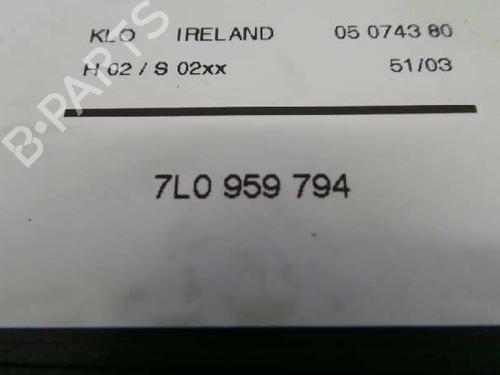 KLO IRELAND 05 0743 80
H 02 / S 02xx 51/03
7L0 959 794
B-PARTS